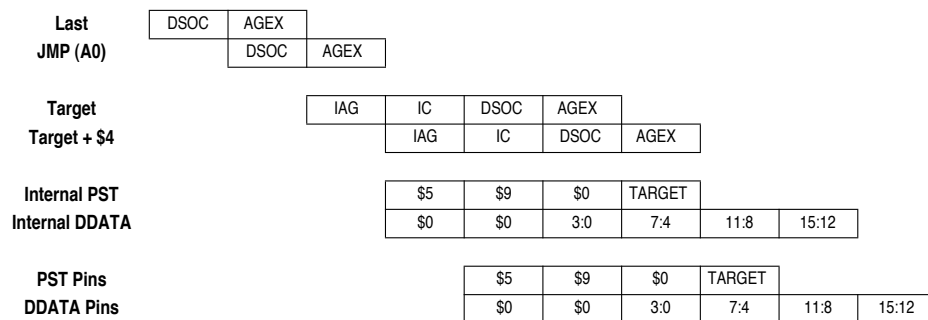 Last DSOC AGEX
JMP (A0) DSOC AGEX
Target IAG IC DSOC AGEX
Target + $4 IAG IC DSOC AGEX
Internal PST $5 $9 $0 TARGET
Internal DDATA $0 $0 3:0 7:4 11:8 15:12
PST Pins $5 $9 $0 TARGET
DDATA Pins $0 $0 3:0 7:4 11:8 15:12